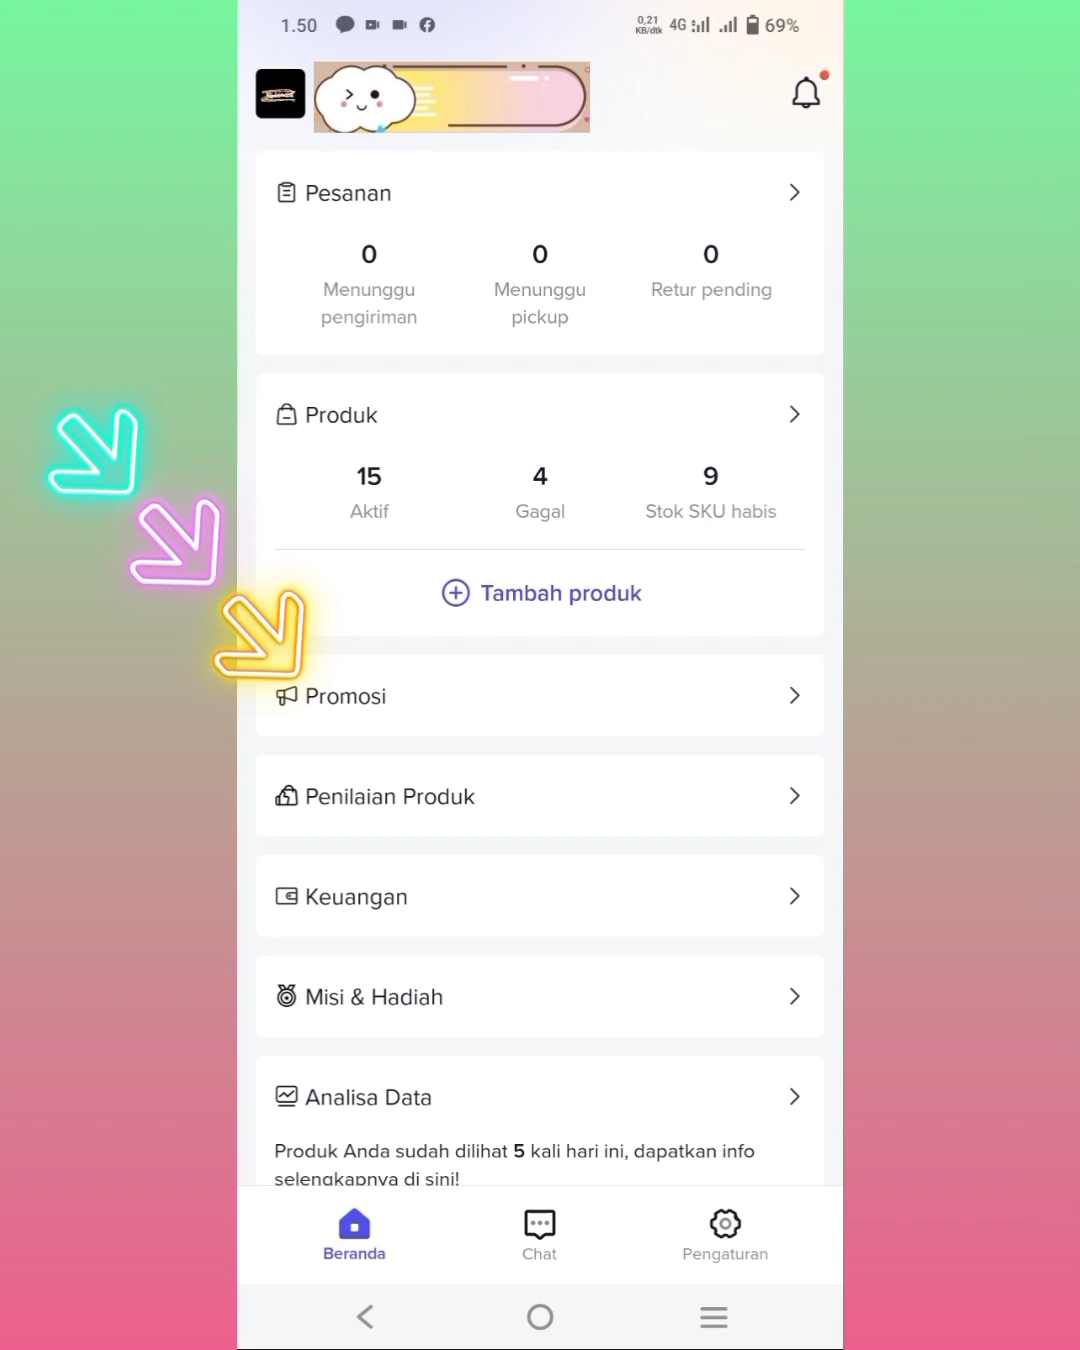 1.50
0,21
KB/dtk
4G
69%
Pesanan
0
0
0
Menunggu
pengiriman
Menunggu
pickup
Retur pending
Produk
15
4
9
Aktif
Gagal
Stok SKU habis
Tambah produk
Promosi
Penilaian Produk
Keuangan
Misi & Hadiah
Analisa Data
Produk Anda sudah dilihat 5 kali hari ini, dapatkan info
selengkapnya di sini!
Beranda
Chat
Pengaturan